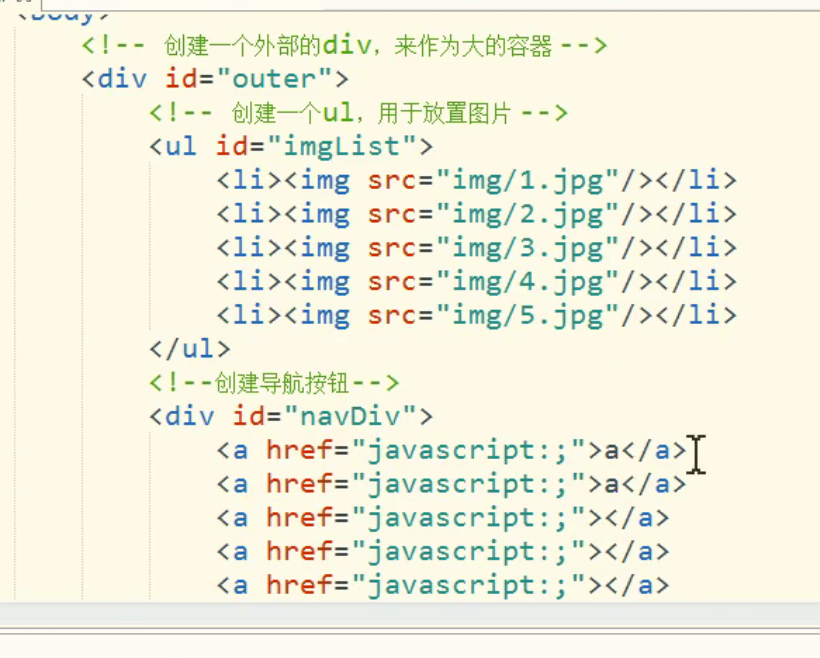 <body>
<!-- 创建一个外部的div，来作为大的容器 -->
<div id="outer">
<!-- 创建一个ul，用于放置图片 -->
<ul id="imgList">
<li><img src="img/1.jpg"/></li>
<li><img src="img/2.jpg"/></li>
<li><img src="img/3.jpg"/></li>
<li><img src="img/4.jpg"/></li>
<li><img src="img/5.jpg"/></li>
</ul>
<!--创建导航按钮-->
<div id="navDiv">
<a href="javascript:;">a</a>
<a href="javascript:;">a</a>
<a href="javascript:;"></a>
<a href="javascript:;"></a>
<a href="javascript:;"></a>